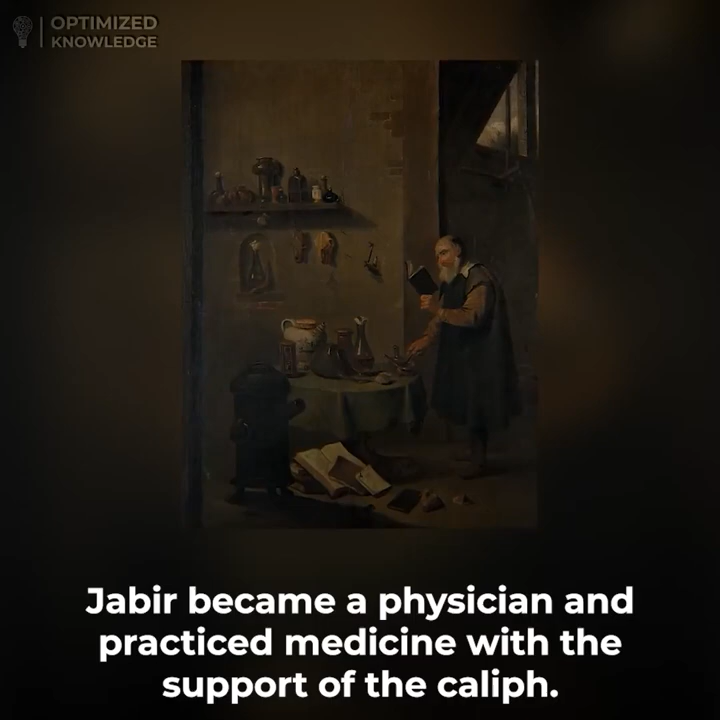 OPTIMIZED
KNOWLEDGE
Jabir became a physician and
practiced medicine with the
support of the caliph.